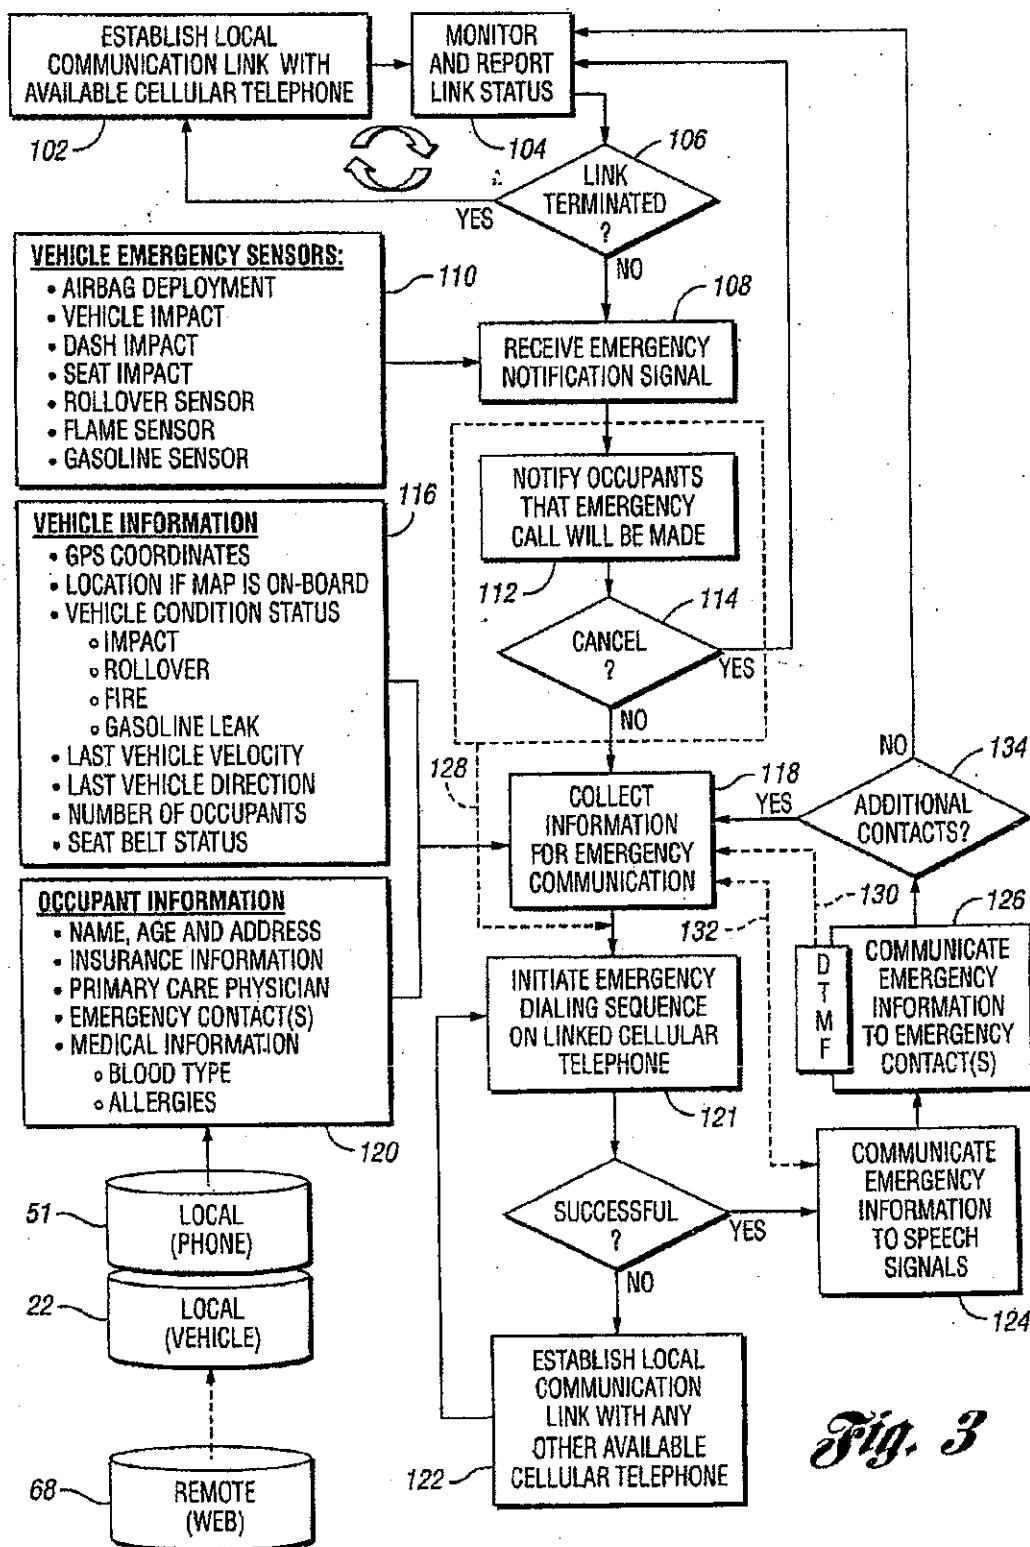 ESTABLISH LOCAL
COMMUNICATION LINK WITH
AVAILABLE CELLULAR TELEPHONE
102
MONITOR
AND REPORT
LINK STATUS
104
106
LINK
TERMINATED
?
YES
NO
VEHICLE EMERGENCY SENSORS:
• AIRBAG DEPLOYMENT
• VEHICLE IMPACT
• DASH IMPACT
• SEAT IMPACT
• ROLLOVER SENSOR
• FLAME SENSOR
• GASOLINE SENSOR
110
108
RECEIVE EMERGENCY
NOTIFICATION SIGNAL
NOTIFY OCCUPANTS
THAT EMERGENCY
CALL WILL BE MADE
112
114
CANCEL
?
YES
NO
VEHICLE INFORMATION
• GPS COORDINATES
• LOCATION IF MAP IS ON-BOARD
• VEHICLE CONDITION STATUS
o IMPACT
o ROLLOVER
o FIRE
o GASOLINE LEAK
• LAST VEHICLE VELOCITY
• LAST VEHICLE DIRECTION
• NUMBER OF OCCUPANTS
• SEAT BELT STATUS
116
128
118
COLLECT
INFORMATION
FOR EMERGENCY
COMMUNICATION
NO
134
YES
ADDITIONAL
CONTACTS?
OCCUPANT INFORMATION
• NAME, AGE AND ADDRESS
• INSURANCE INFORMATION
• PRIMARY CARE PHYSICIAN
• EMERGENCY CONTACT(S)
• MEDICAL INFORMATION
o BLOOD TYPE
o ALLERGIES
120
132
130
126
DTMF
COMMUNICATE
EMERGENCY
INFORMATION
TO EMERGENCY
CONTACT(S)
INITIATE EMERGENCY
DIALING SEQUENCE
ON LINKED CELLULAR
TELEPHONE
121
SUCCESSFUL
?
YES
NO
COMMUNICATE
EMERGENCY
INFORMATION
TO SPEECH
SIGNALS
124
51
LOCAL
(PHONE)
22
LOCAL
(VEHICLE)
68
REMOTE
(WEB)
ESTABLISH LOCAL
COMMUNICATION
LINK WITH ANY
OTHER AVAILABLE
CELLULAR TELEPHONE
122
Fig. 3